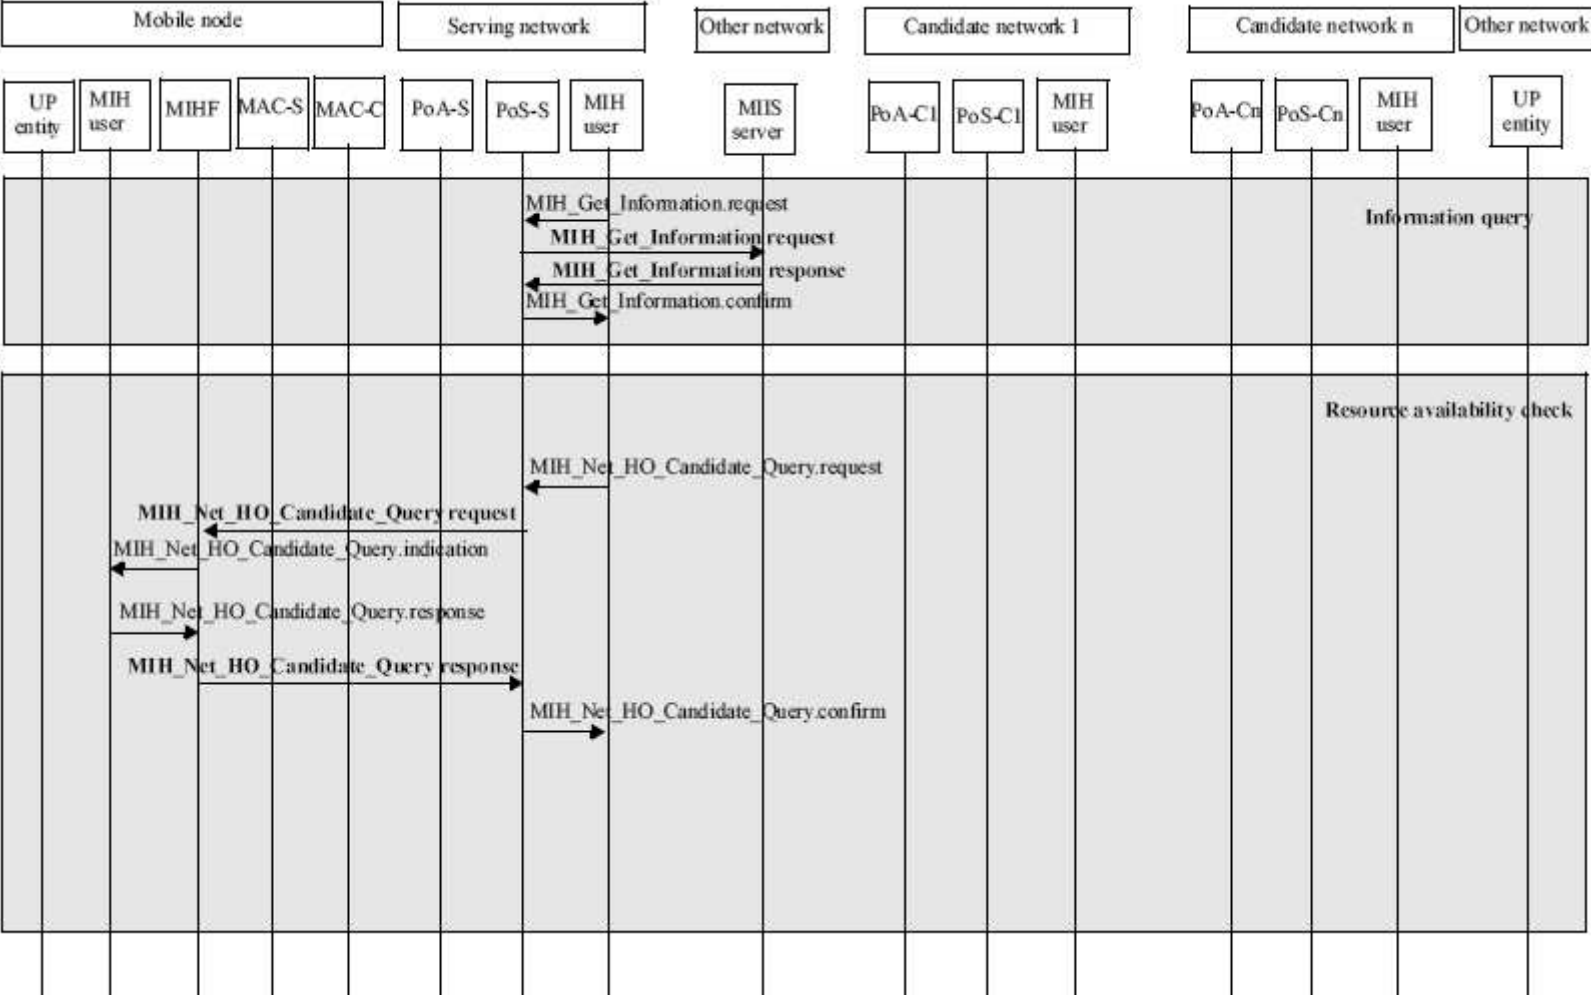 Mobile node
Serving network
Other network
Candidate network 1
Candidate network n
Other network
UP
entity
MIH
user
MIHF
MAC-S
MAC-C
PoA-S
PoS-S
MIH
user
MIIS
server
PoA-C1
PoS-C1
MIH
user
PoA-Cn
PoS-Cn
MIH
user
UP
entity
MIH_Get_Information.request
Information query
MIH_Get_Information request
MIH_Get_Information response
MIH_Get_Information.confirm
Resource availability check
MIH_Net_HO_Candidate_Query.request
MIH_Net_HO_Candidate_Query request
MIH_Net_HO_Candidate_Query.indication
MIH_Net_HO_Candidate_Query.response
MIH_Net_HO_Candidate_Query response
MIH_Net_HO_Candidate_Query.confirm